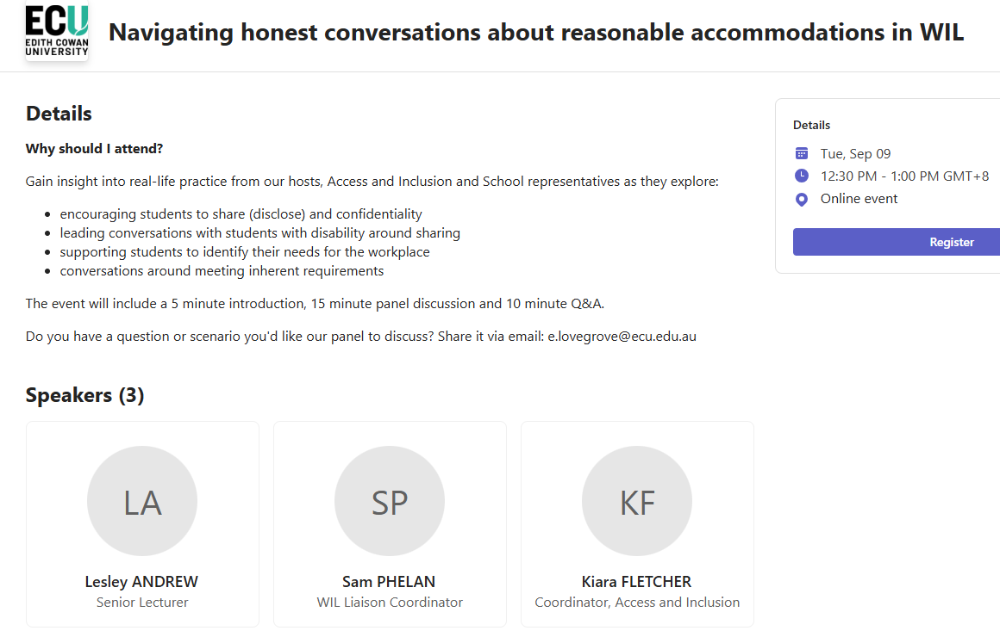 ECU
EDITH COWAN
UNIVERSITY
Navigating honest conversations about reasonable accommodations in WIL
Details
Why should I attend?
Gain insight into real-life practice from our hosts, Access and Inclusion and School representatives as they explore:
• encouraging students to share (disclose) and confidentiality
• leading conversations with students with disability around sharing
• supporting students to identify their needs for the workplace
• conversations around meeting inherent requirements
The event will include a 5 minute introduction, 15 minute panel discussion and 10 minute Q&A.
Do you have a question or scenario you'd like our panel to discuss? Share it via email: e.lovegrove@ecu.edu.au
Details
Tue, Sep 09
12:30 PM - 1:00 PM GMT+8
Online event
Register
Speakers (3)
LA
Lesley ANDREW
Senior Lecturer
SP
Sam PHELAN
WIL Liaison Coordinator
KF
Kiara FLETCHER
Coordinator, Access and Inclusion